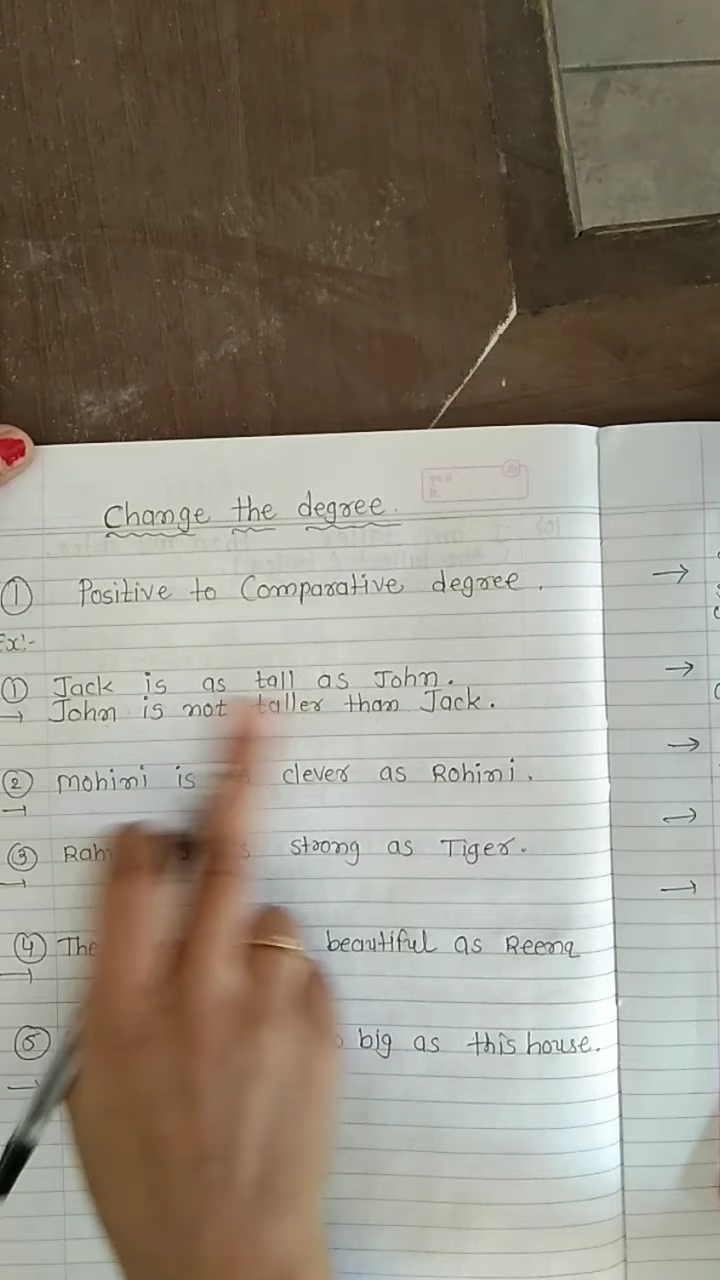 Change the degree.
① Positive to Comparative degree.
Ex:-
① Jack is as tall as John.
→ John is not taller than Jack.
② Mohini is clever as Rohini.
→
③ strong as Tiger.
→
④ The beautiful as Reena
→
⑤ big as this house.
→